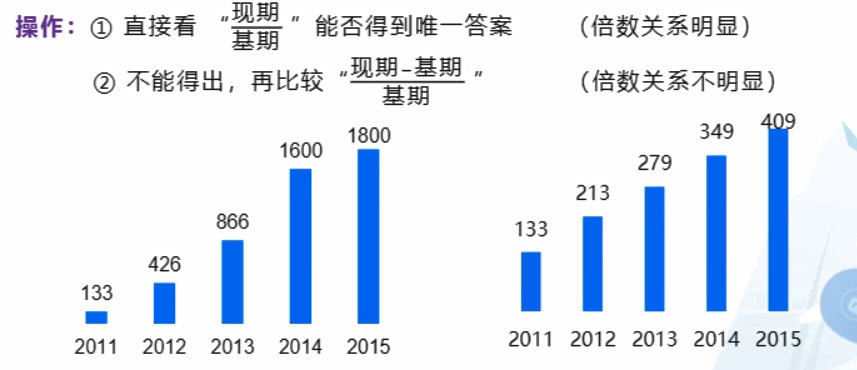 操作：① 直接看 “现期/基期” 能否得到唯一答案 （倍数关系明显）
② 不能得出，再比较 “现期-基期/基期” （倍数关系不明显）
133 426 866 1600 1800
2011 2012 2013 2014 2015
133 213 279 349 409
2011 2012 2013 2014 2015